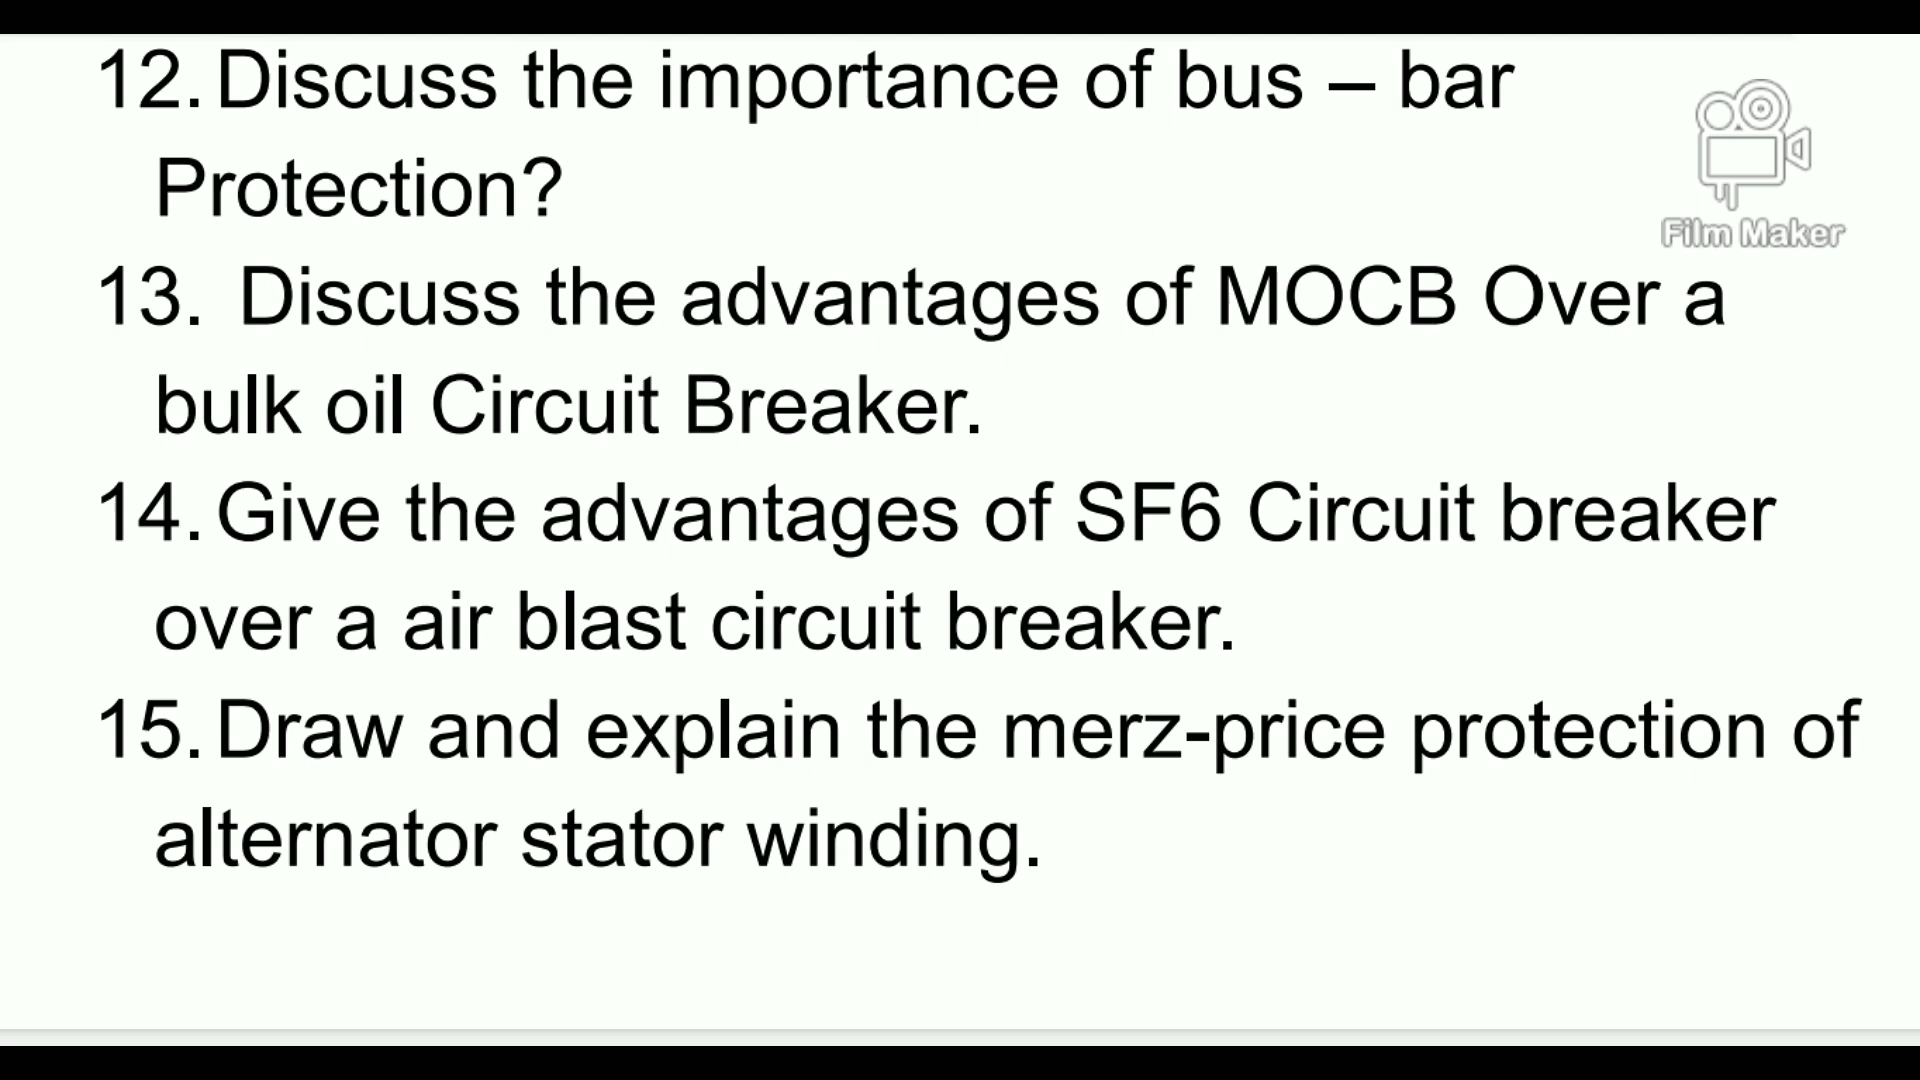 12. Discuss the importance of bus – bar
Protection?
Film Maker
13. Discuss the advantages of MOCB Over a
bulk oil Circuit Breaker.
14. Give the advantages of SF6 Circuit breaker
over a air blast circuit breaker.
15. Draw and explain the merz-price protection of
alternator stator winding.